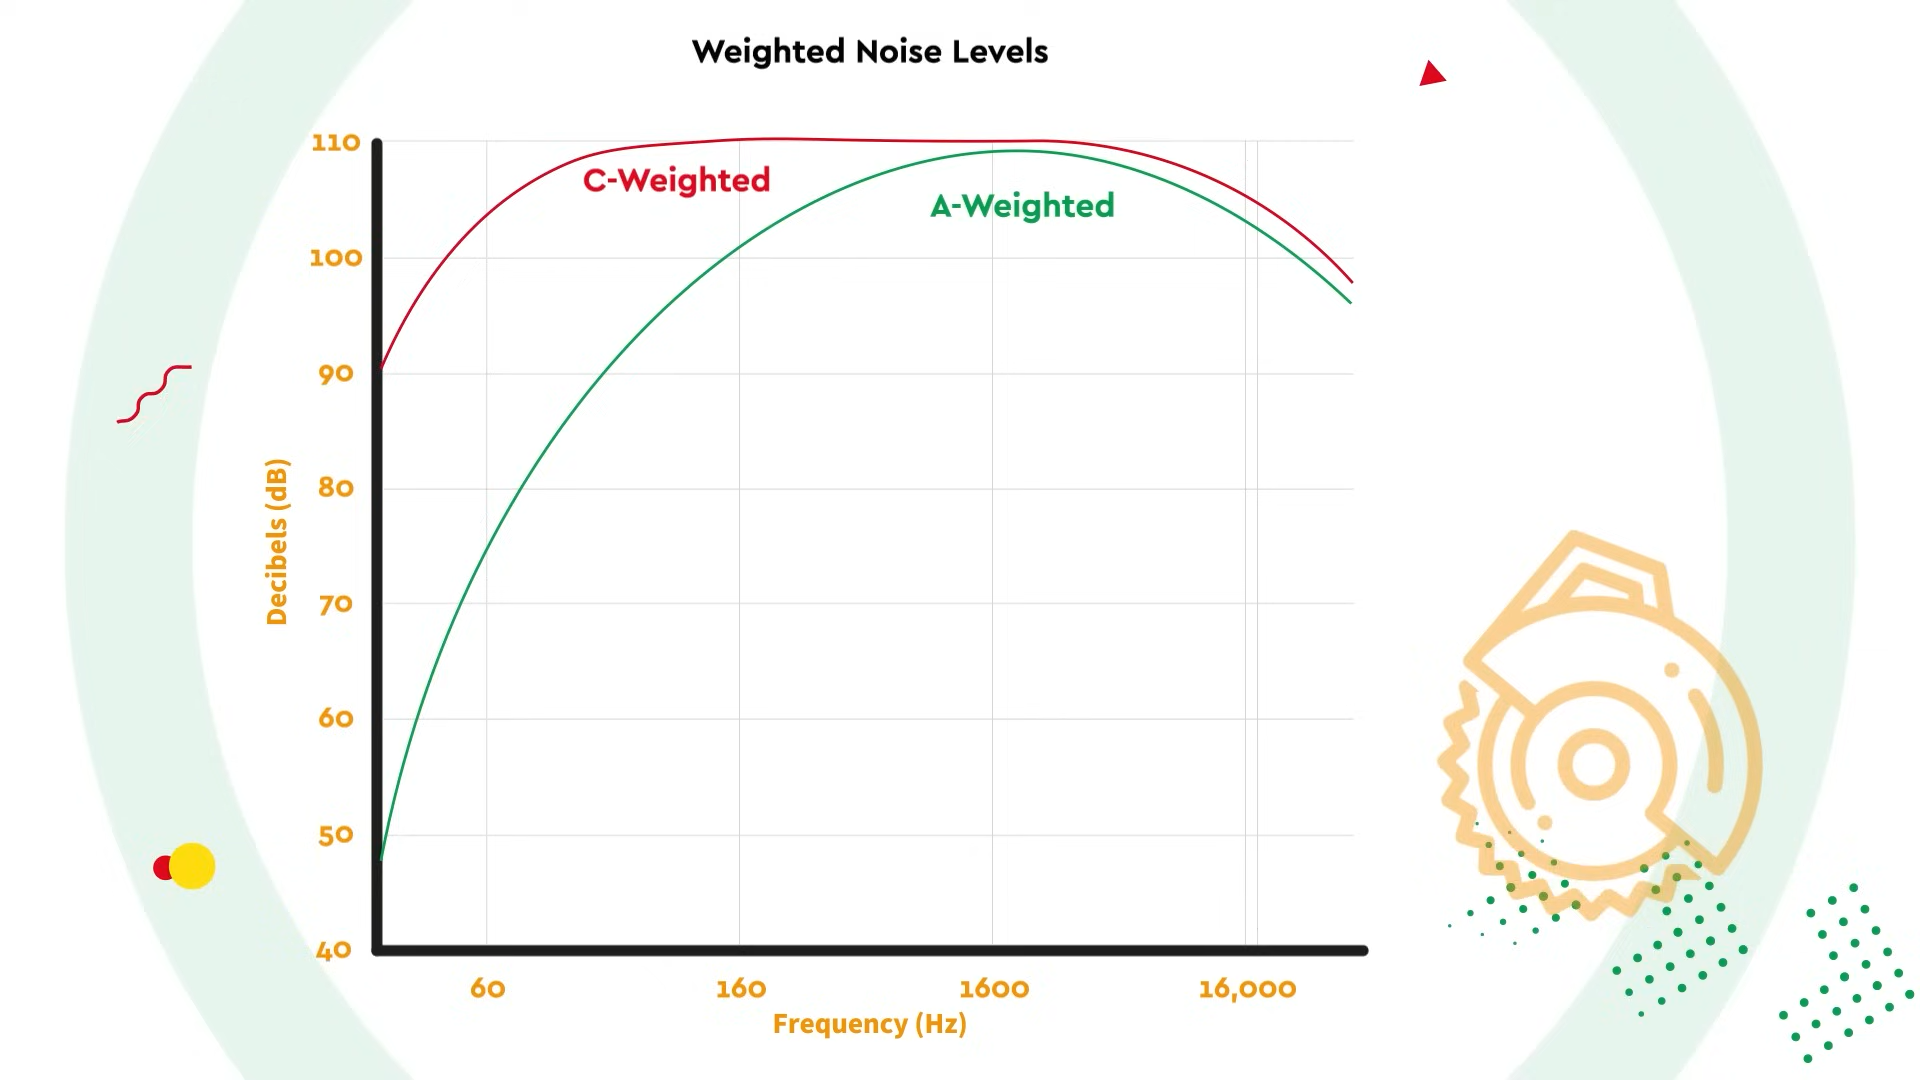 Weighted Noise Levels
110
C-Weighted
A-Weighted
100
90
80
70
60
50
40
Decibels (dB)
60 160 1600 16,000
Frequency (Hz)